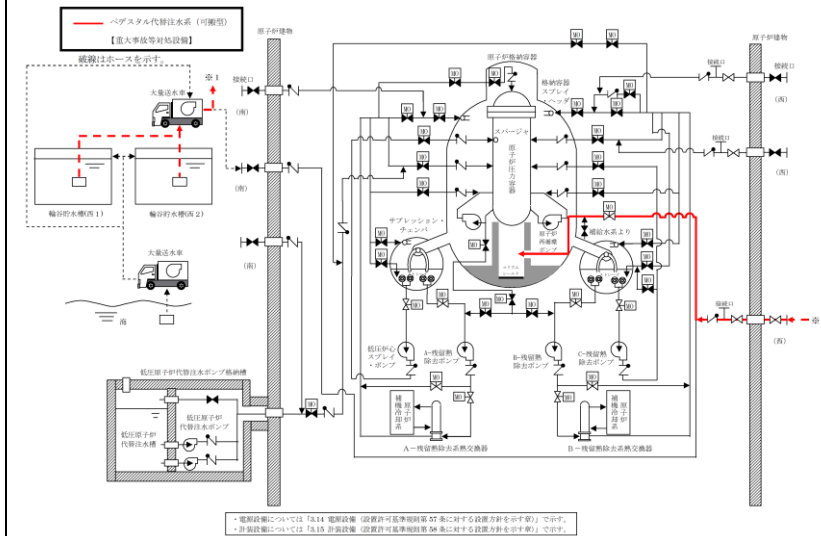 ペデスタル代替注水系（可搬型）
【重大事故等対処設備】
破線はホースを示す。
原子炉建物
原子炉建物
※1
大量送水車
接続口
(南)
(南)
(南)
輪谷貯水槽(西1)
輪谷貯水槽(西2)
大量送水車
海
原子炉格納容器
格納容器
スプレイ
・ヘッダ
スパージャ
原子炉圧力容器
サプレッション・
チェンバ
原子炉
再循環
ポンプ
補給水系より
接続口
(西)
接続口
(西)
接続口
(西)
※
低圧炉心
スプレイ
・ポンプ
A-残留熱
除去ポンプ
B-残留熱
除去ポンプ
C-残留熱
除去ポンプ
原子炉
補機冷却系
原子炉
補機冷却系
A－残留熱除去系熱交換器
B－残留熱除去系熱交換器
低圧原子炉代替注水ポンプ格納槽
低圧原子炉
代替注水槽
低圧原子炉
代替注水ポンプ
MO
・電源設備については「3.14 電源設備（設置許可基準規則第 57 条に対する設置方針を示す章）」で示す。
・計装設備については「3.15 計装設備（設置許可基準規則第 58 条に対する設置方針を示す章）」で示す。